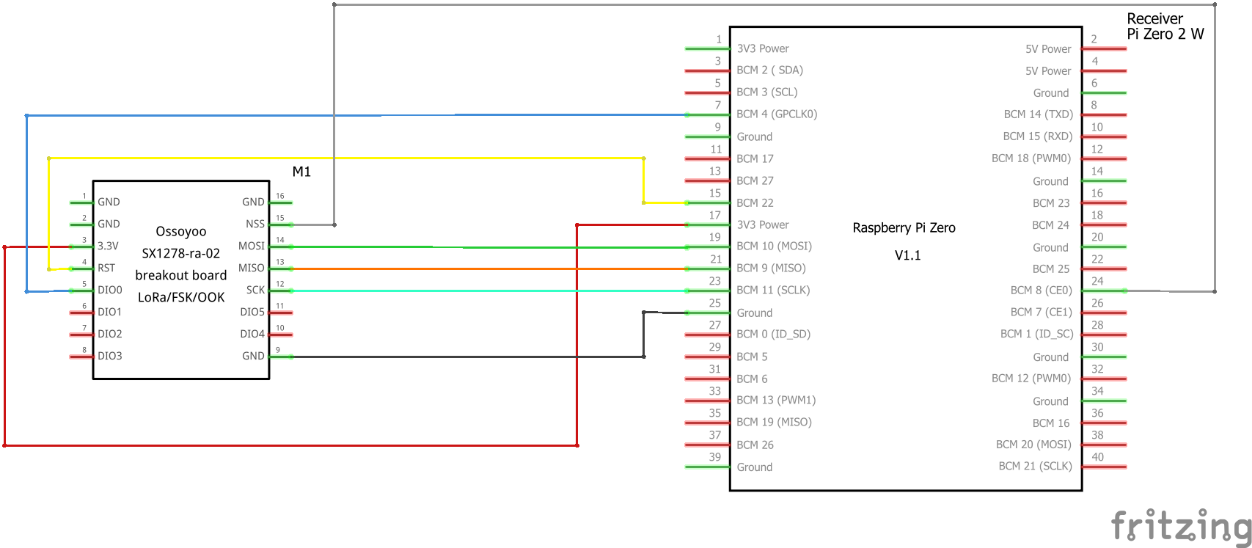 Receiver
Pi Zero 2 W
1 3V3 Power
3 BCM 2 ( SDA)
5 BCM 3 (SCL)
7 BCM 4 (GPCLK0)
9 Ground
11 BCM 17
13 BCM 27
15 BCM 22
17 3V3 Power
19 BCM 10 (MOSI)
21 BCM 9 (MISO)
23 BCM 11 (SCLK)
25 Ground
27 BCM 0 (ID_SD)
29 BCM 5
31 BCM 6
33 BCM 13 (PWM1)
35 BCM 19 (MISO)
37 BCM 26
39 Ground
Raspberry Pi Zero
V1.1
5V Power 2
5V Power 4
Ground 6
BCM 14 (TXD) 8
BCM 15 (RXD) 10
BCM 18 (PWM0) 12
Ground 14
BCM 23 16
BCM 24 18
Ground 20
BCM 25 22
BCM 8 (CE0) 24
BCM 7 (CE1) 26
BCM 1 (ID_SC) 28
Ground 30
BCM 12 (PWM0) 32
Ground 34
BCM 16 36
BCM 20 (MOSI) 38
BCM 21 (SCLK) 40
M1
1 GND
2 GND
3 3.3V
4 RST
5 DIO0
6 DIO1
7 DIO2
8 DIO3
Ossoyoo
SX1278-ra-02
breakout board
LoRa/FSK/OOK
GND 16
NSS 15
MOSI 14
MISO 13
SCK 12
DIO5 11
DIO4 10
GND 9
fritzing